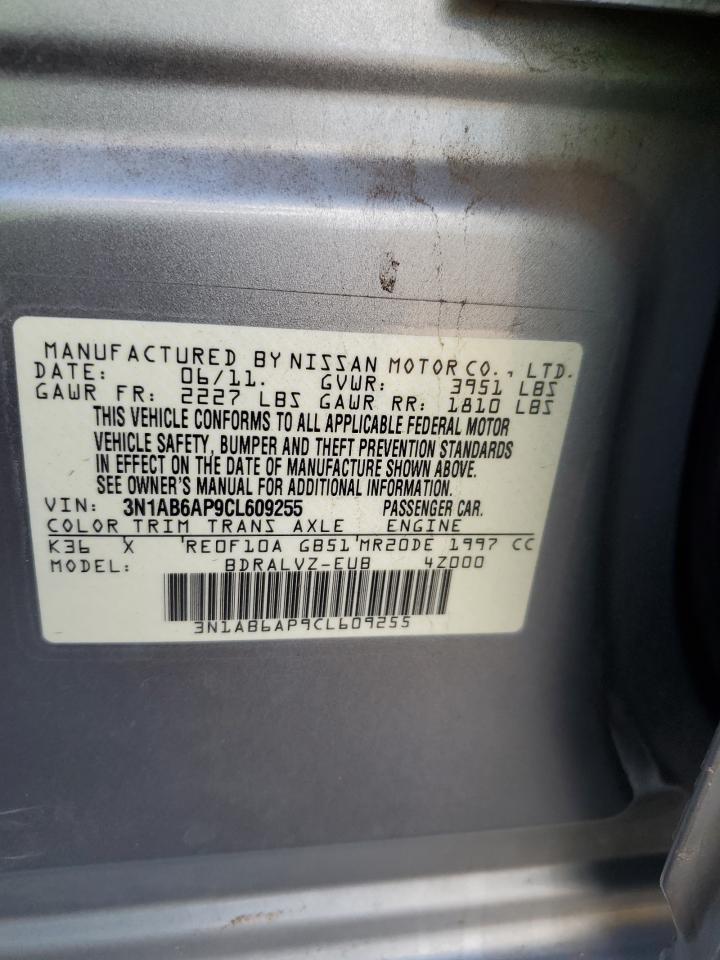 MANUFACTURED BY NISSAN MOTOR CO., LTD.
DATE: 06/11. GVWR: 3951 LBS
GAWR FR: 2227 LBS GAWR RR: 1810 LBS
THIS VEHICLE CONFORMS TO ALL APPLICABLE FEDERAL MOTOR
VEHICLE SAFETY, BUMPER AND THEFT PREVENTION STANDARDS
IN EFFECT ON THE DATE OF MANUFACTURE SHOWN ABOVE.
SEE OWNER'S MANUAL FOR ADDITIONAL INFORMATION.
VIN: 3N1AB6AP9CL609255 PASSENGER CAR.
COLOR TRIM TRANS AXLE ENGINE
K36 X 'RE0F10A GB51'MR20DE 1997 CC
MODEL: BDRALVZ-EUB 4Z000
3N1AB6AP9CL609255